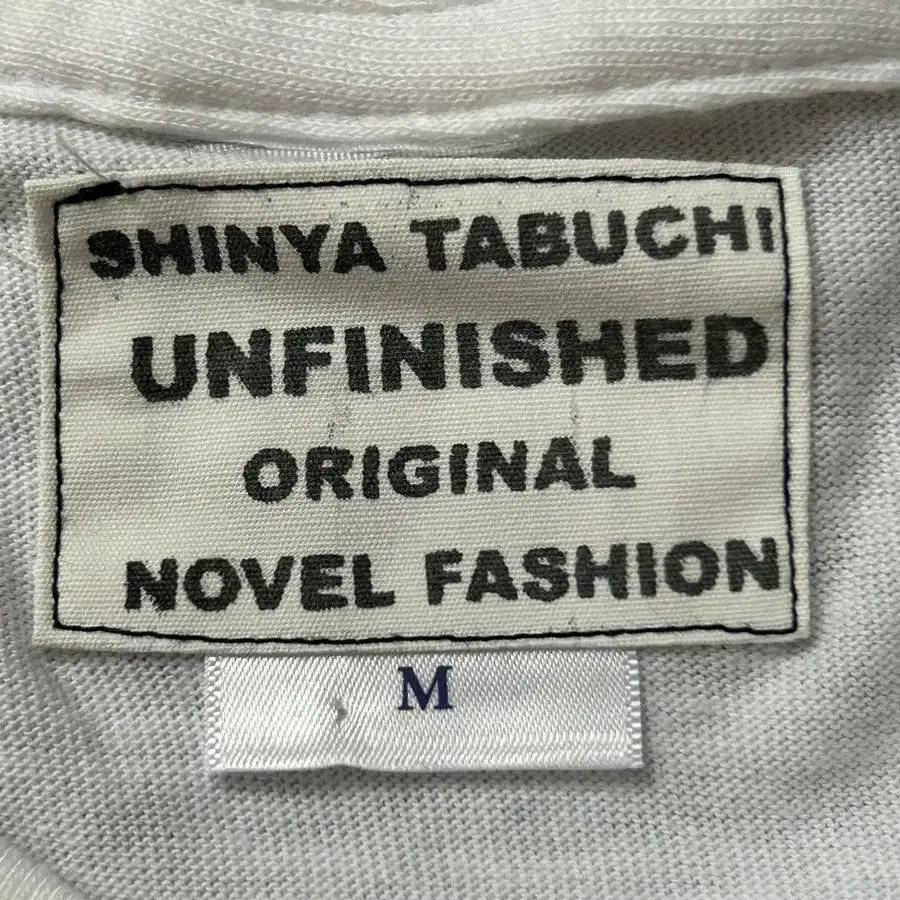 SHINYA TABUCHI
UNFINISHED
ORIGINAL
NOVEL FASHION
M